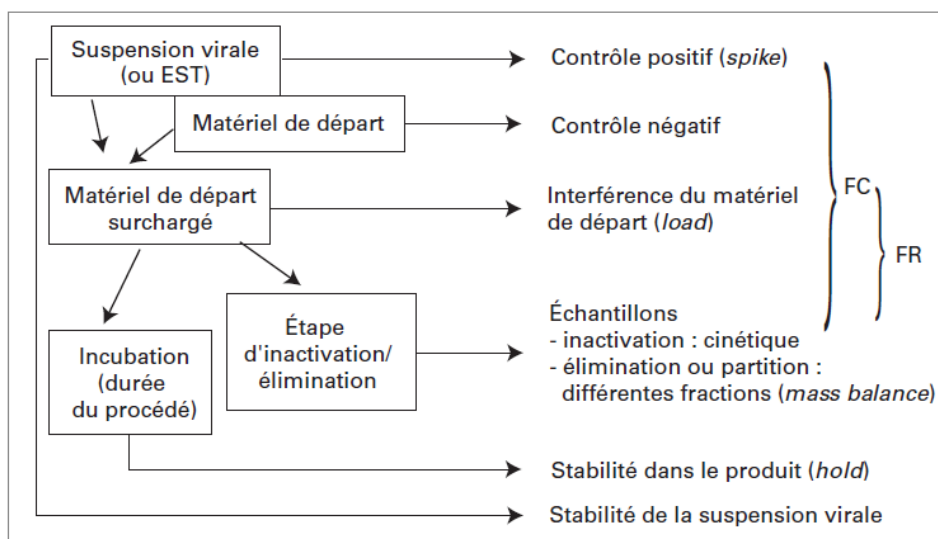 Suspension virale
(ou EST)
Contrôle positif (spike)
Matériel de départ
Contrôle négatif
Matériel de départ
surchargé
Interférence du matériel
de départ (load)
FC
FR
Incubation
(durée
du procédé)
Étape
d'inactivation/
élimination
Échantillons
- inactivation : cinétique
- élimination ou partition :
différentes fractions (mass balance)
Stabilité dans le produit (hold)
Stabilité de la suspension virale